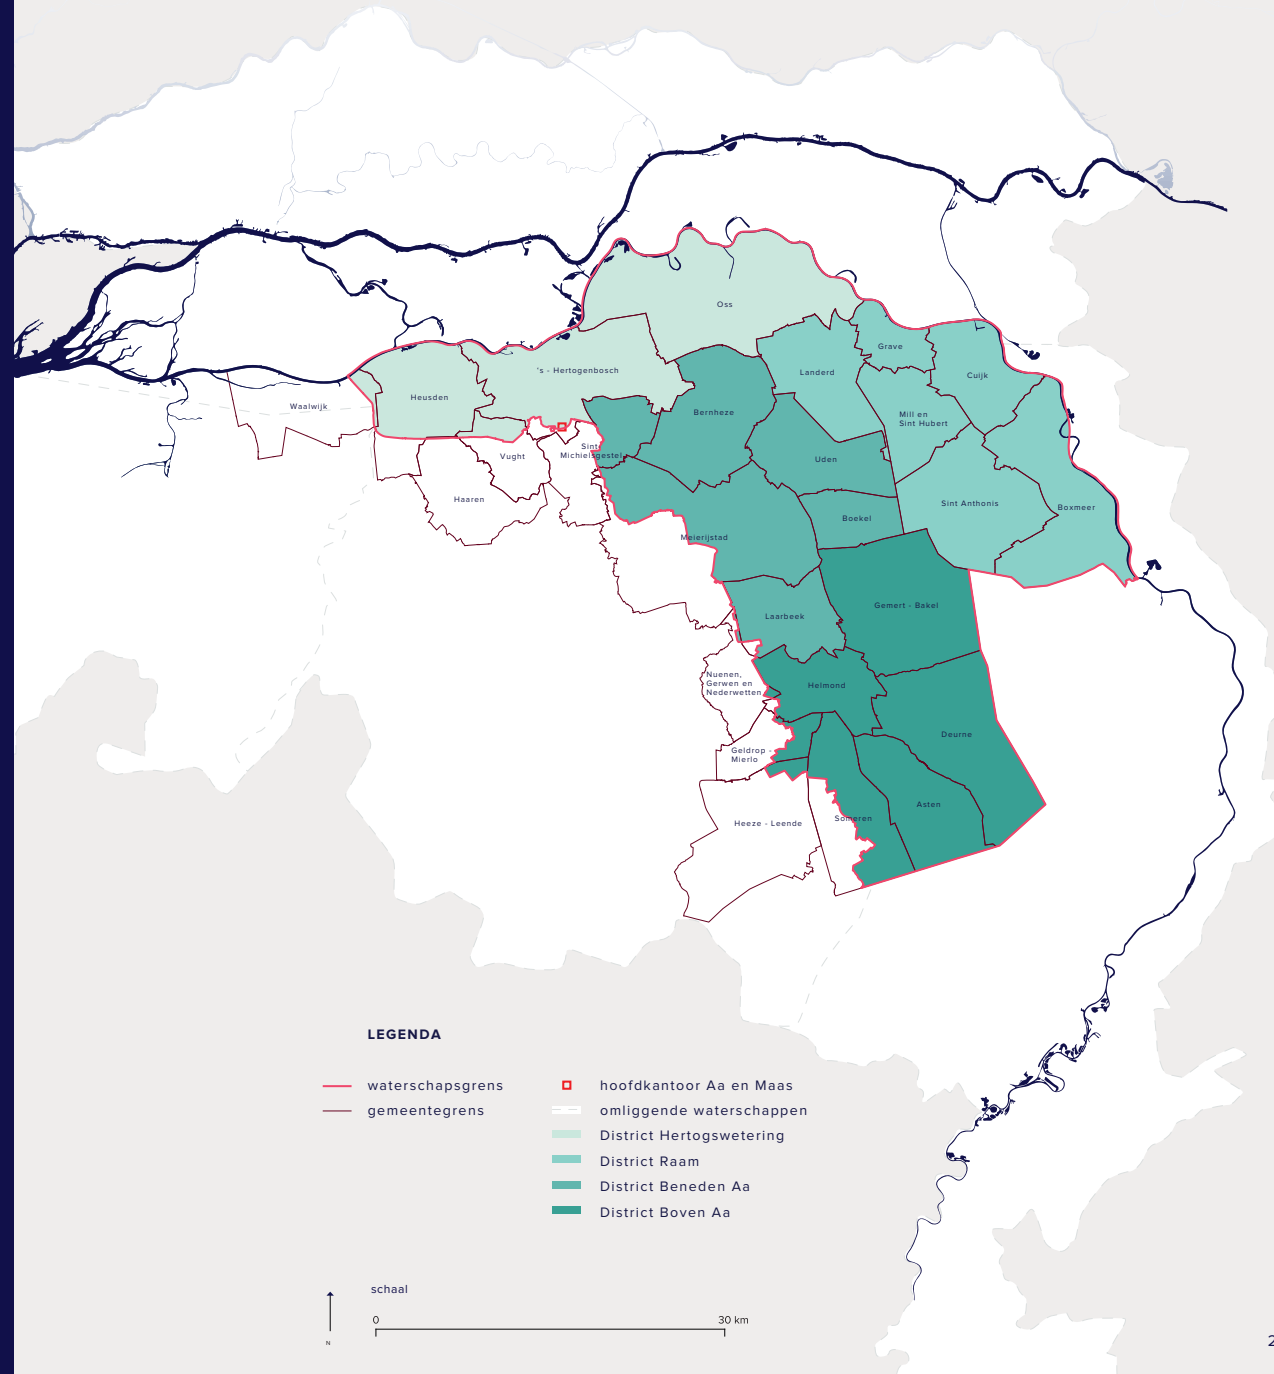 Oss
Grave
's - Hertogenbosch
Landerd
Cuijk
Heusden
Waalwijk
Bernheze
Mill en
Sint Hubert
Sint-
Michielsgestel
Vught
Uden
Haaren
Sint Anthonis
Boxmeer
Boekel
Meierijstad
Gemert - Bakel
Laarbeek
Nuenen,
Gerwen en
Nederwetten
Helmond
Deurne
Geldrop -
Mierlo
Asten
Someren
Heeze - Leende
LEGENDA
waterschapsgrens
gemeentegrens
hoofdkantoor Aa en Maas
omliggende waterschappen
District Hertogswetering
District Raam
District Beneden Aa
District Boven Aa
schaal
0 30 km
N
2